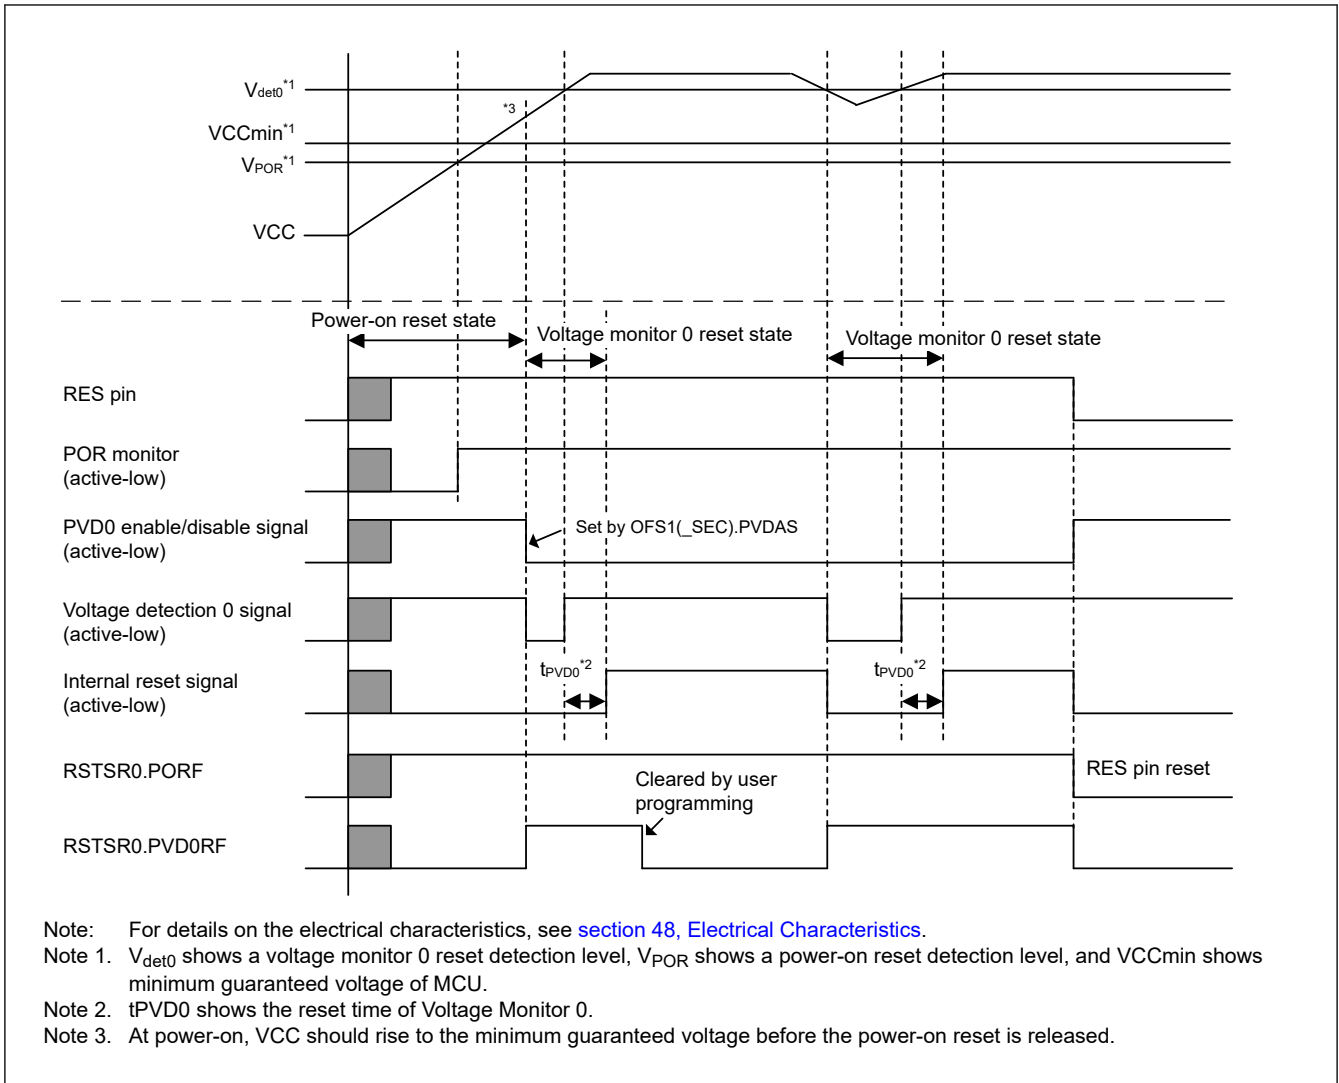 Vdet0*1
*3
VCCmin*1
VPOR*1
VCC
Power-on reset state
Voltage monitor 0 reset state
Voltage monitor 0 reset state
RES pin
POR monitor
(active-low)
PVD0 enable/disable signal
(active-low)
Set by OFS1(_SEC).PVDAS
Voltage detection 0 signal
(active-low)
tPVD0*2
tPVD0*2
Internal reset signal
(active-low)
RSTSR0.PORF
RES pin reset
Cleared by user
programming
RSTSR0.PVD0RF
Note: For details on the electrical characteristics, see section 48, Electrical Characteristics.
Note 1. Vdet0 shows a voltage monitor 0 reset detection level, VPOR shows a power-on reset detection level, and VCCmin shows
minimum guaranteed voltage of MCU.
Note 2. tPVD0 shows the reset time of Voltage Monitor 0.
Note 3. At power-on, VCC should rise to the minimum guaranteed voltage before the power-on reset is released.